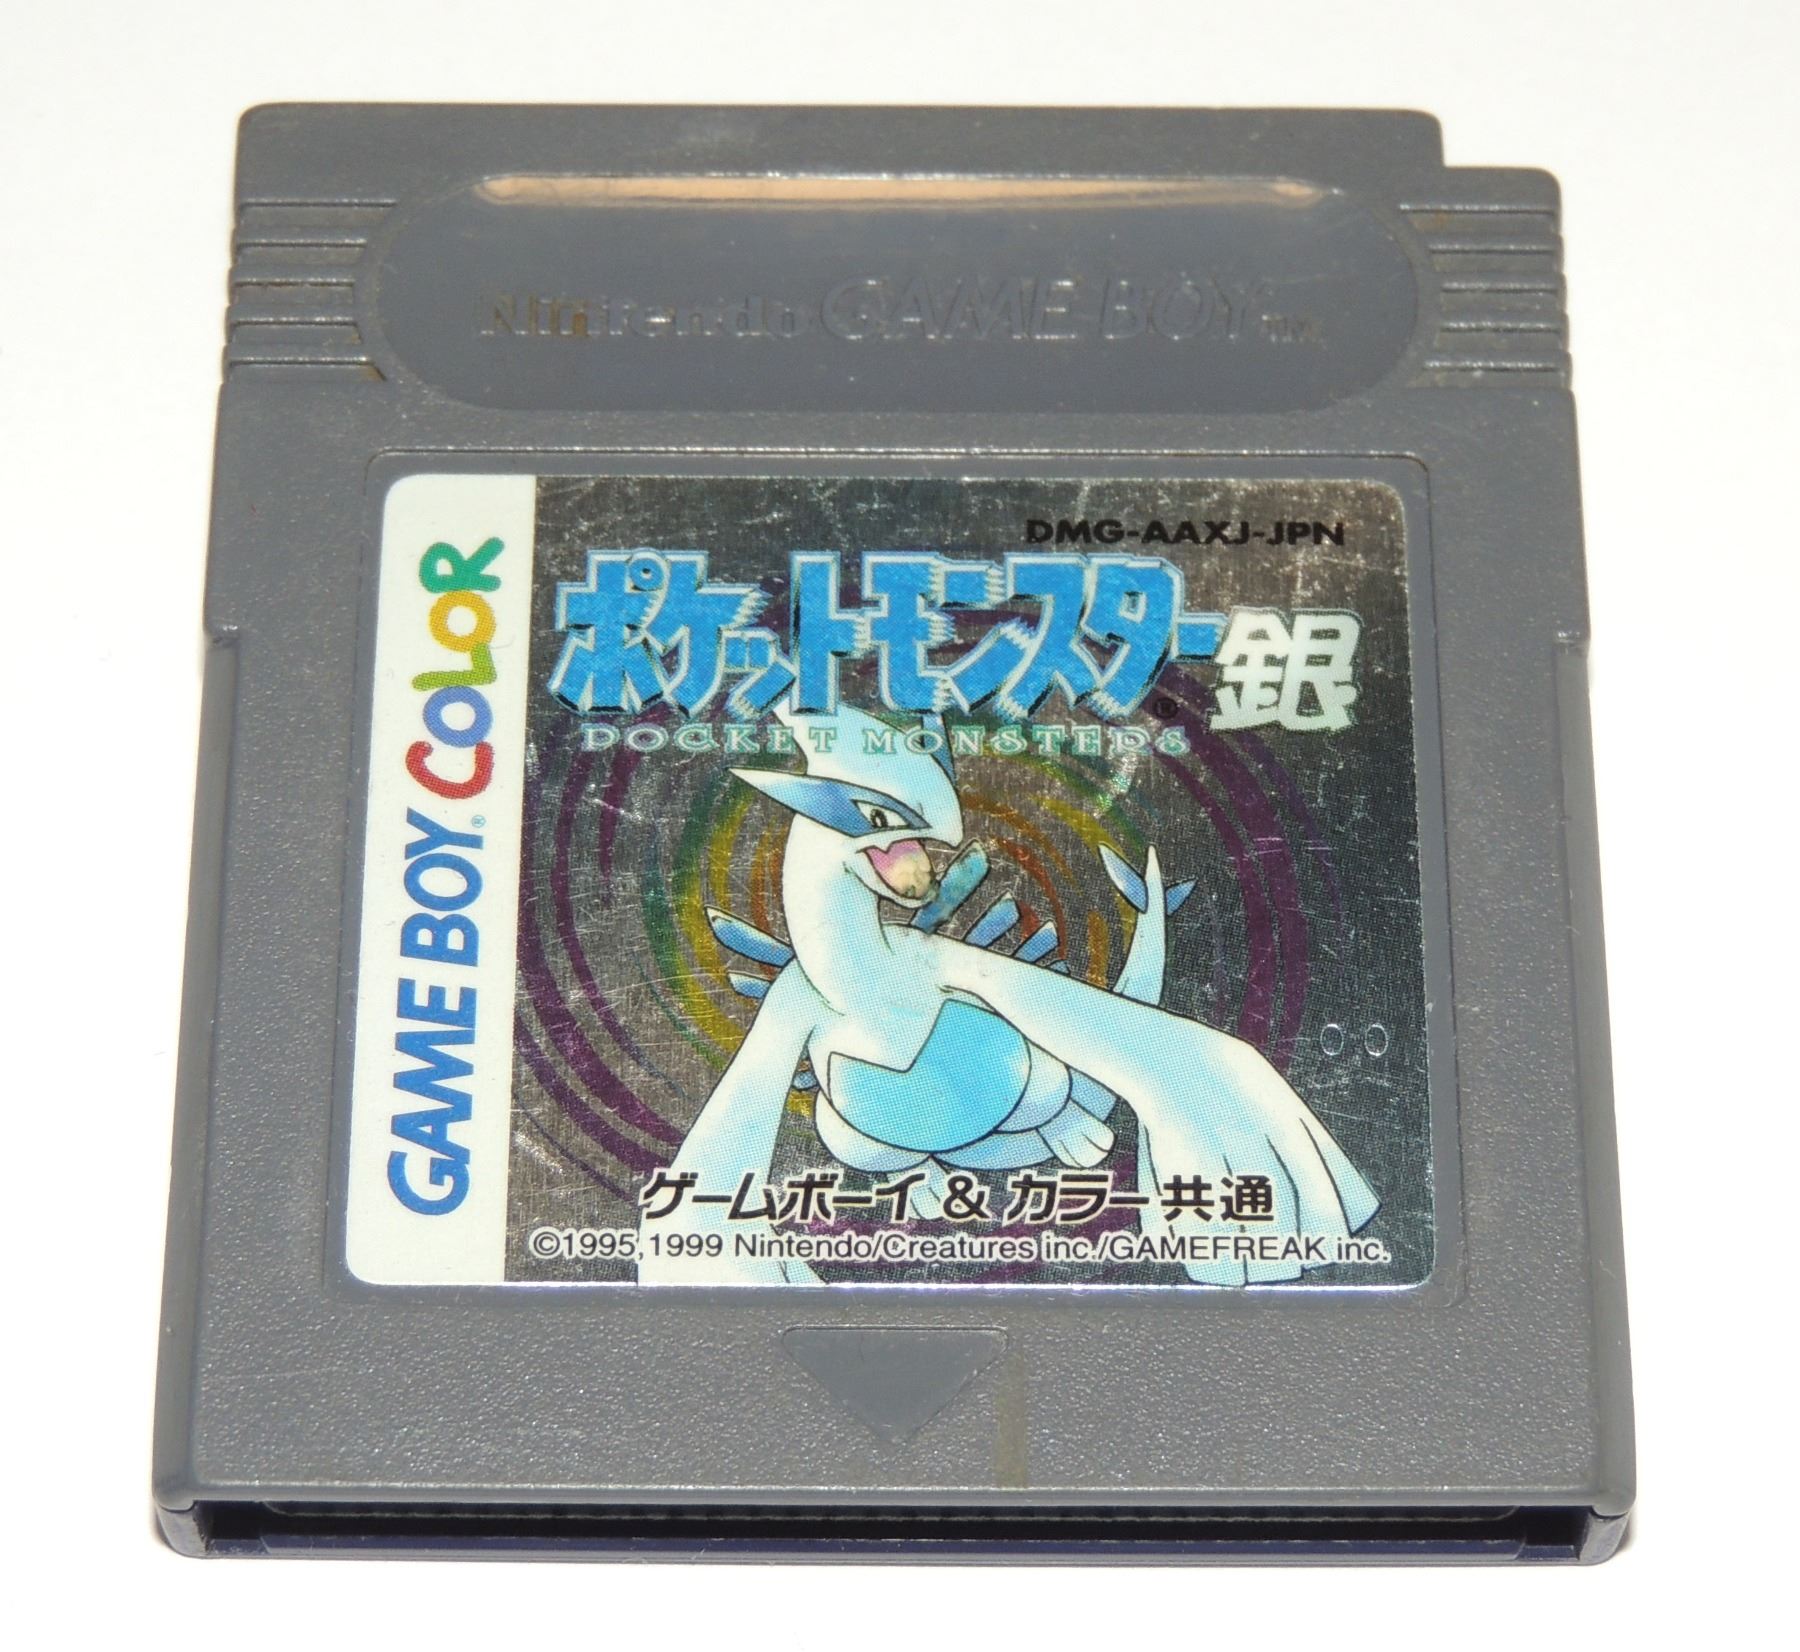 Nintendo GAME BOY TM
DMG-AAXJ-JPN
ポケットモンスター® 銀
POCKET MONSTERS
GAME BOY® COLOR
00
ゲームボーイ & カラー 共通
©1995,1999 Nintendo/Creatures inc./GAMEFREAK inc.